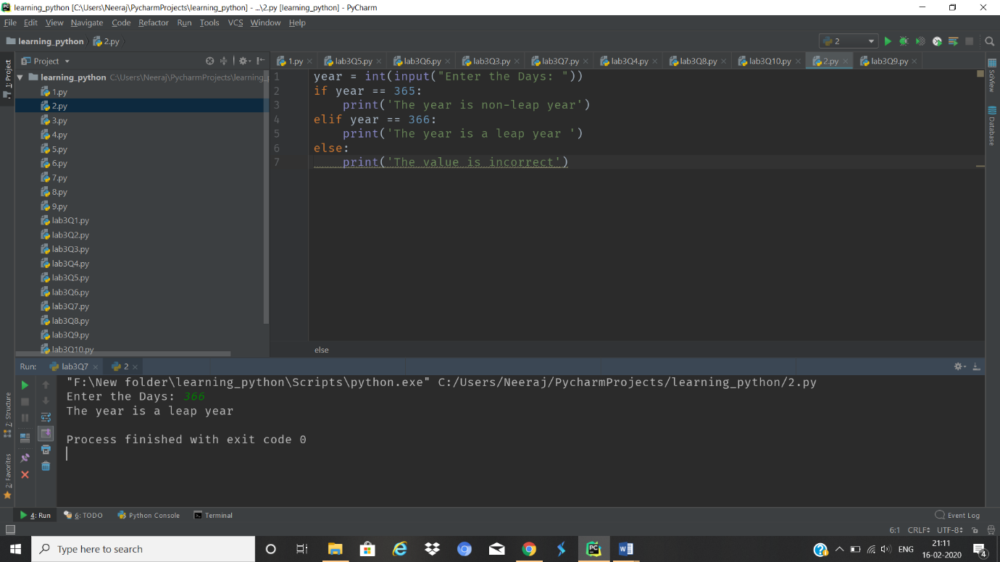 learning_python [C:\Users\Neeraj\PycharmProjects\learning_python] - ...\2.py [learning_python] - PyCharm
File Edit View Navigate Code Refactor Run Tools VCS Window Help
learning_python 2.py
2
Project
1.py lab3Q5.py lab3Q6.py lab3Q3.py lab3Q7.py lab3Q4.py lab3Q8.py lab3Q10.py 2.py lab3Q9.py
1: Project
learning_python C:\Users\Neeraj\PycharmProjects\learning_
1.py
2.py
3.py
4.py
5.py
6.py
7.py
8.py
9.py
lab3Q1.py
lab3Q2.py
lab3Q3.py
lab3Q4.py
lab3Q5.py
lab3Q6.py
lab3Q7.py
lab3Q8.py
lab3Q9.py
lab3Q10.py
1 year = int(input("Enter the Days: "))
2 if year == 365:
3 print('The year is non-leap year')
4 elif year == 366:
5 print('The year is a leap year ')
6 else:
7 print('The value is incorrect')
else
SciView
Database
Run: lab3Q7 2
"F:\New folder\learning_python\Scripts\python.exe" C:/Users/Neeraj/PycharmProjects/learning_python/2.py
Enter the Days: 366
The year is a leap year
Process finished with exit code 0
Z: Structure
2: Favorites
4: Run 6: TODO Python Console Terminal Event Log
6:1 CRLF UTF-8
Type here to search
ENG
21:11
16-02-2020
4